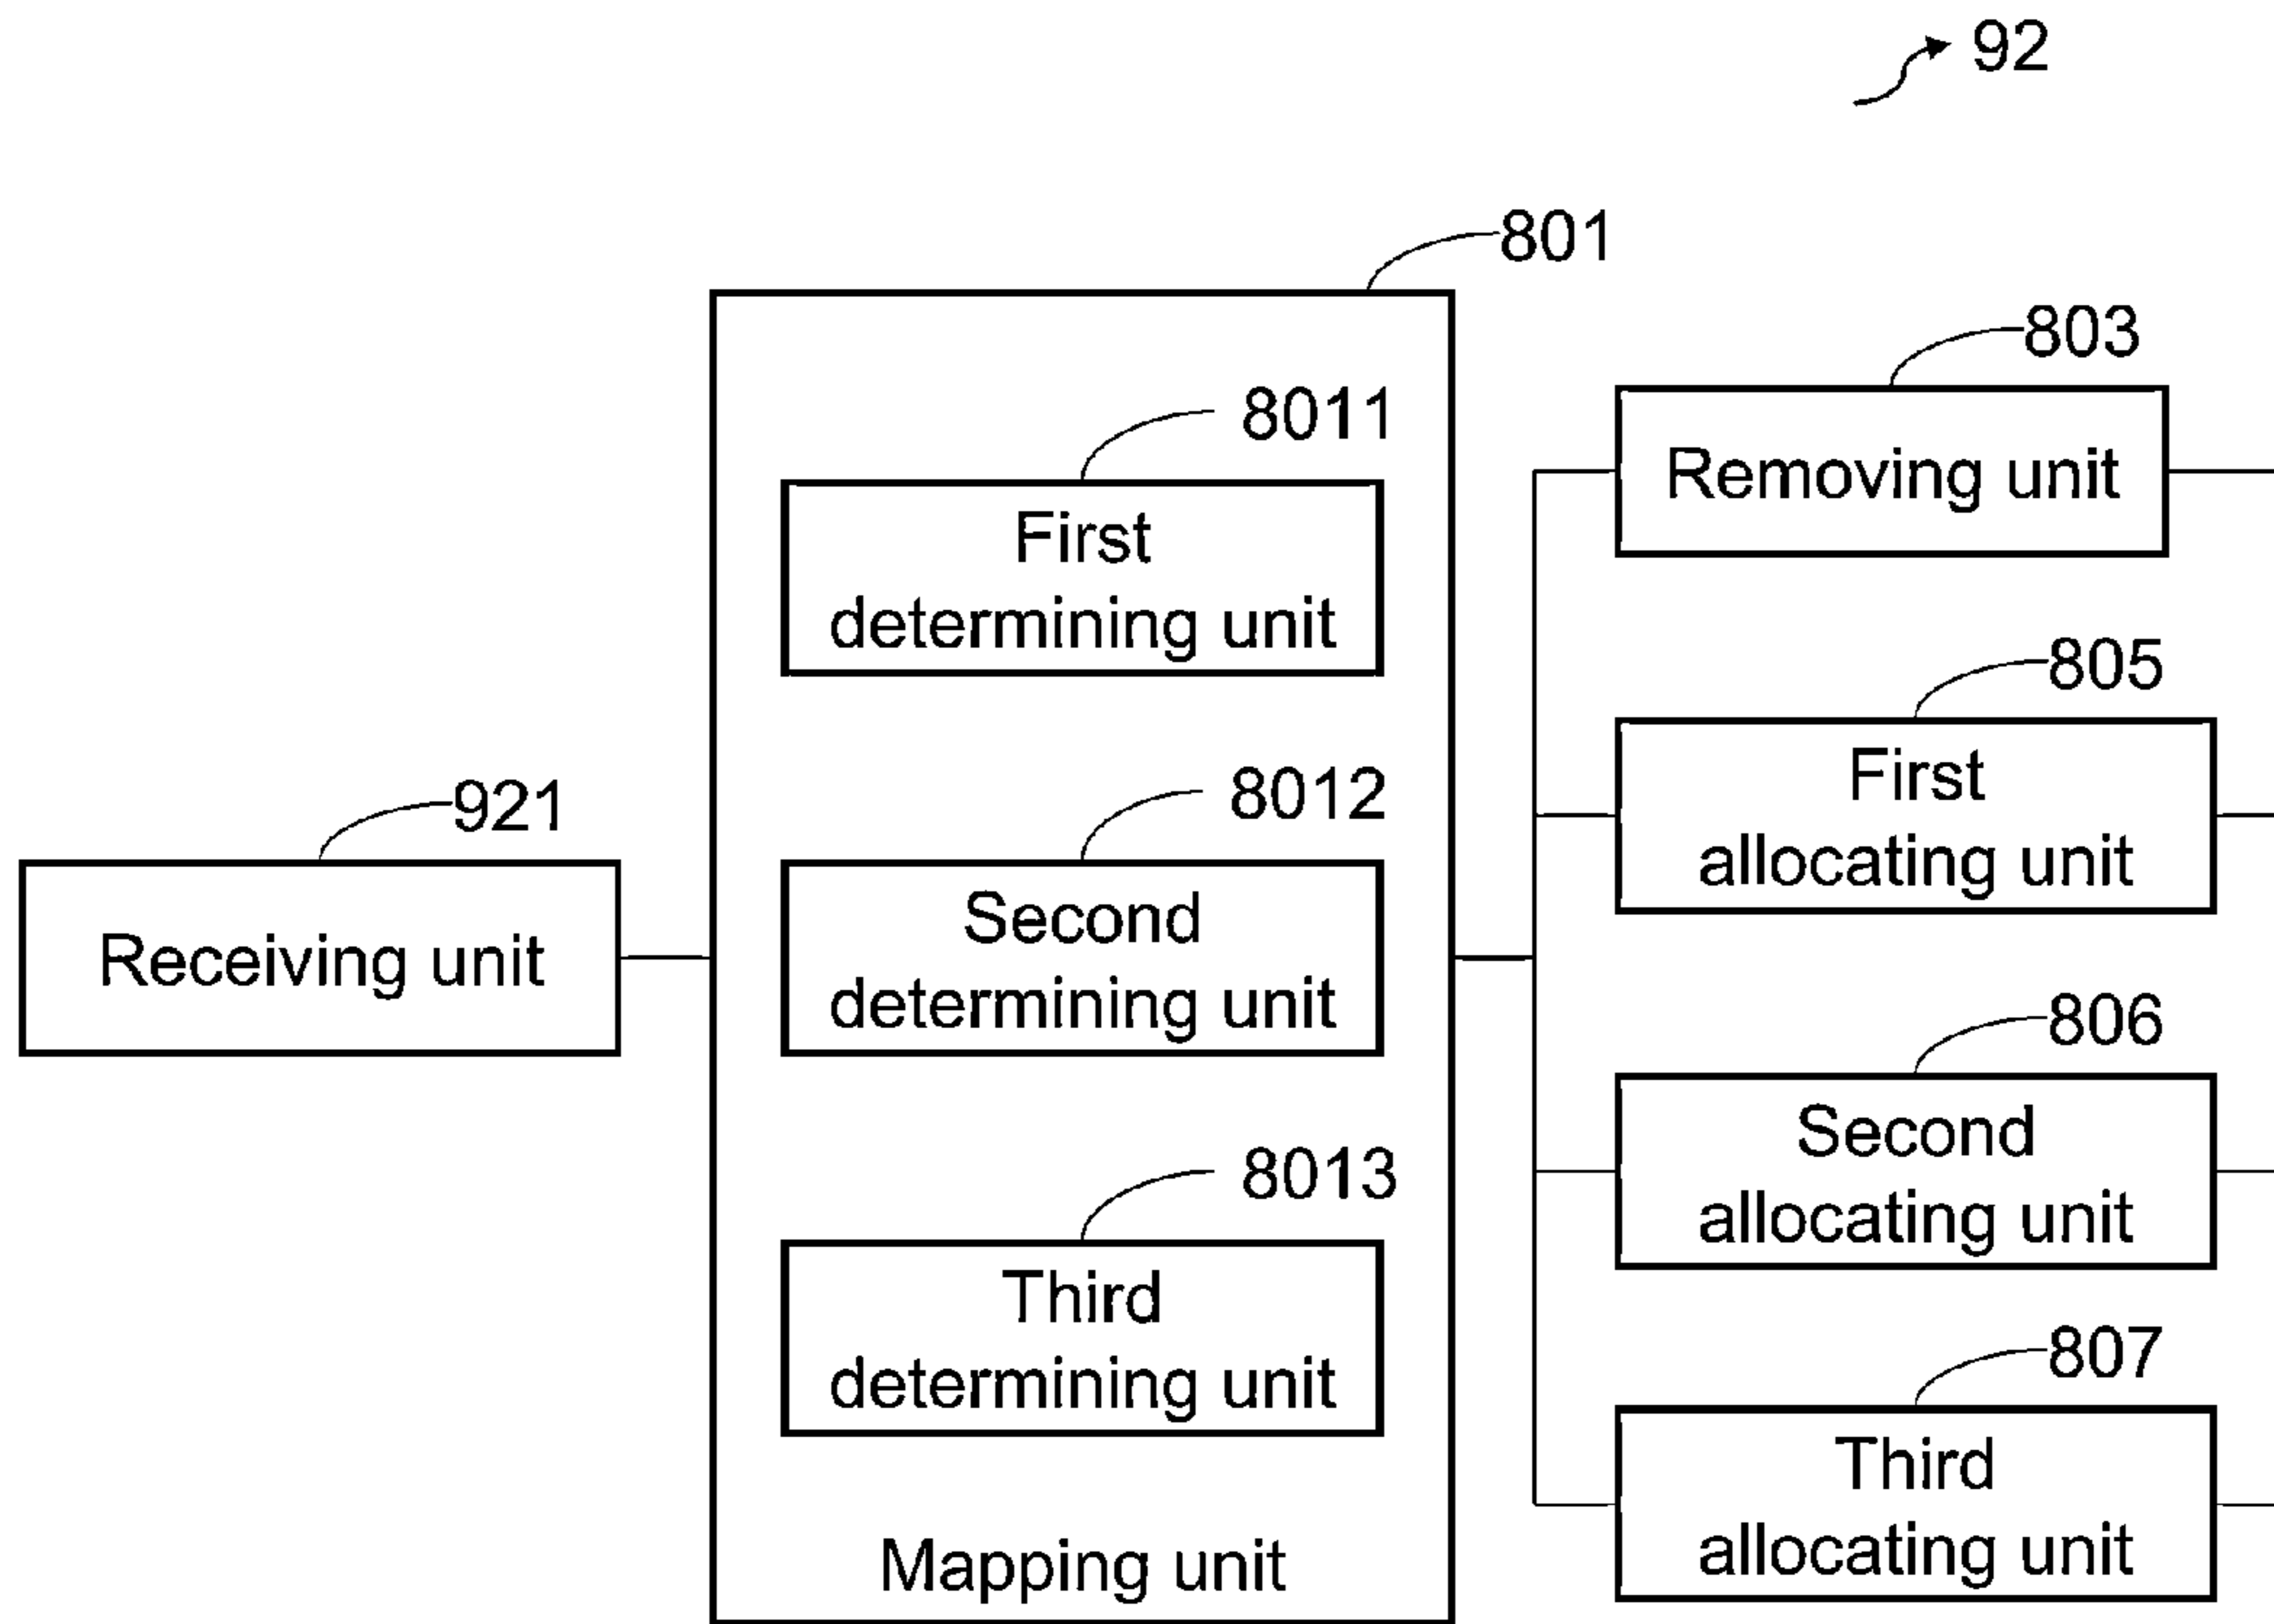 92
801
803
8011
Removing unit
First
determining unit
805
First
allocating unit
921
8012
Receiving unit
Second
determining unit
806
Second
allocating unit
8013
Third
determining unit
807
Third
allocating unit
Mapping unit